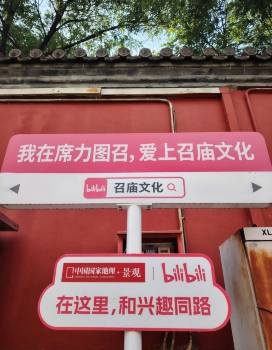 我在席力图召，爱上召庙文化
bilibili 召庙文化
中国国家地理·景观 bilibili
在这里，和兴趣同路
XL